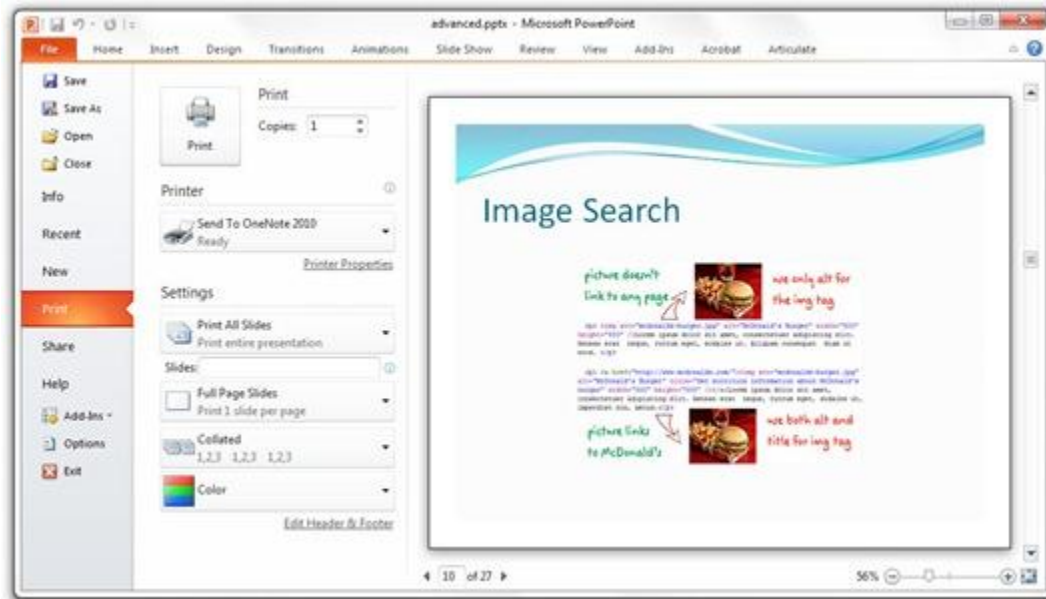 advanced.pptx - Microsoft PowerPoint
File Home Insert Design Transitions Animations Slide Show Review View Add-Ins Acrobat Articulate
Save
Save As
Open
Close
Info
Recent
New
Print
Share
Help
Add-Ins
Options
Exit
Print
Print
Copies: 1
Printer
Send To OneNote 2010
Ready
Printer Properties
Settings
Print All Slides
Print entire presentation
Slides:
Full Page Slides
Print 1 slide per page
Collated
1,2,3 1,2,3 1,2,3
Color
Edit Header & Footer
Image Search
picture doesn't
link to any page
we only alt for
the img tag
picture links
to McDonald's
we both alt and
title for img tag
10 of 27
56%